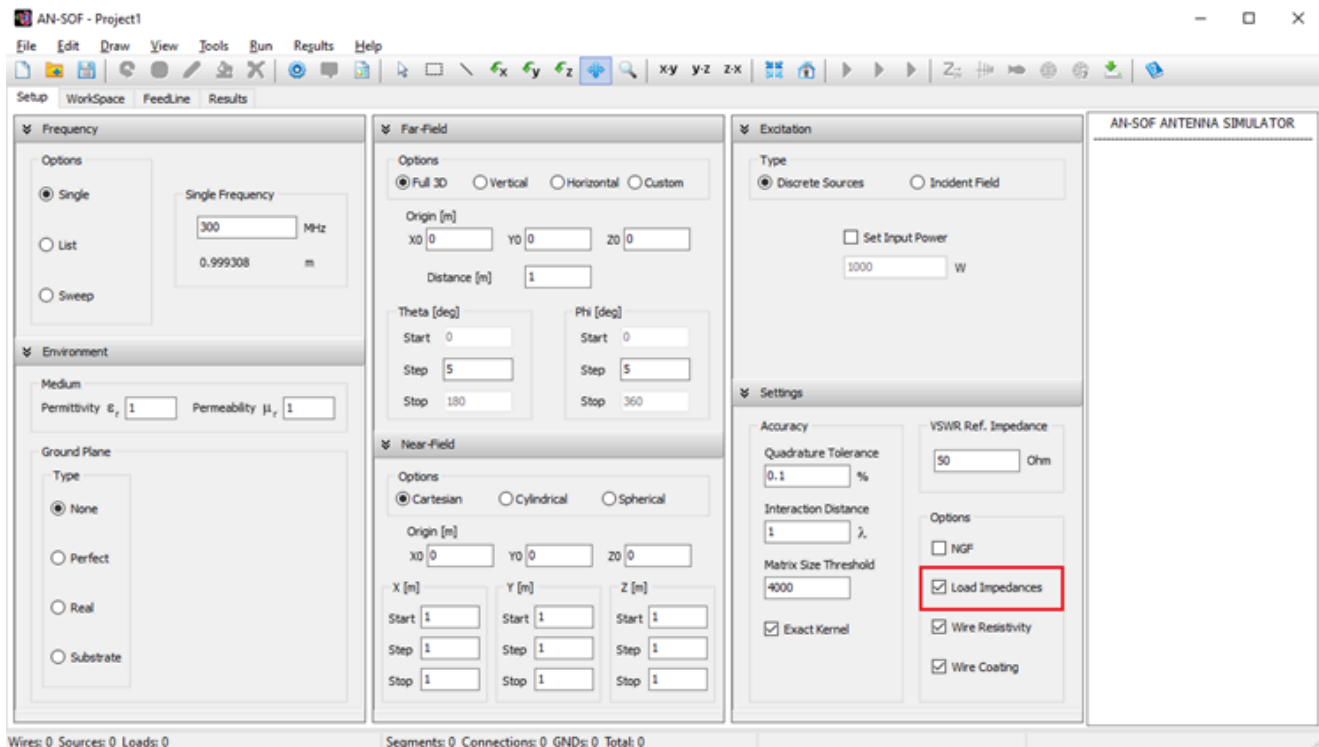 AN-SOF - Project1
File Edit Draw View Tools Run Results Help
x-y y-z z-x
Setup WorkSpace FeedLine Results
Frequency
Options
Single
List
Sweep
Single Frequency
300 MHz
0.999308 m
Environment
Medium
Permittivity εr 1 Permeability μr 1
Ground Plane
Type
None
Perfect
Real
Substrate
Far-Field
Options
Full 3D Vertical Horizontal Custom
Origin [m]
X0 0 Y0 0 Z0 0
Distance [m] 1
Theta [deg]
Start 0
Step 5
Stop 180
Phi [deg]
Start 0
Step 5
Stop 360
Near-Field
Options
Cartesian Cylindrical Spherical
Origin [m]
X0 0 Y0 0 Z0 0
X [m]
Start 1
Step 1
Stop 1
Y [m]
Start 1
Step 1
Stop 1
Z [m]
Start 1
Step 1
Stop 1
Excitation
Type
Discrete Sources Incident Field
Set Input Power
1000 W
Settings
Accuracy
Quadrature Tolerance
0.1 %
Interaction Distance
1 λ
Matrix Size Threshold
4000
Exact Kernel
VSWR Ref. Impedance
50 Ohm
Options
NGF
Load Impedances
Wire Resistivity
Wire Coating
AN-SOF ANTENNA SIMULATOR
Wires: 0 Sources: 0 Loads: 0
Segments: 0 Connections: 0 GNDs: 0 Total: 0